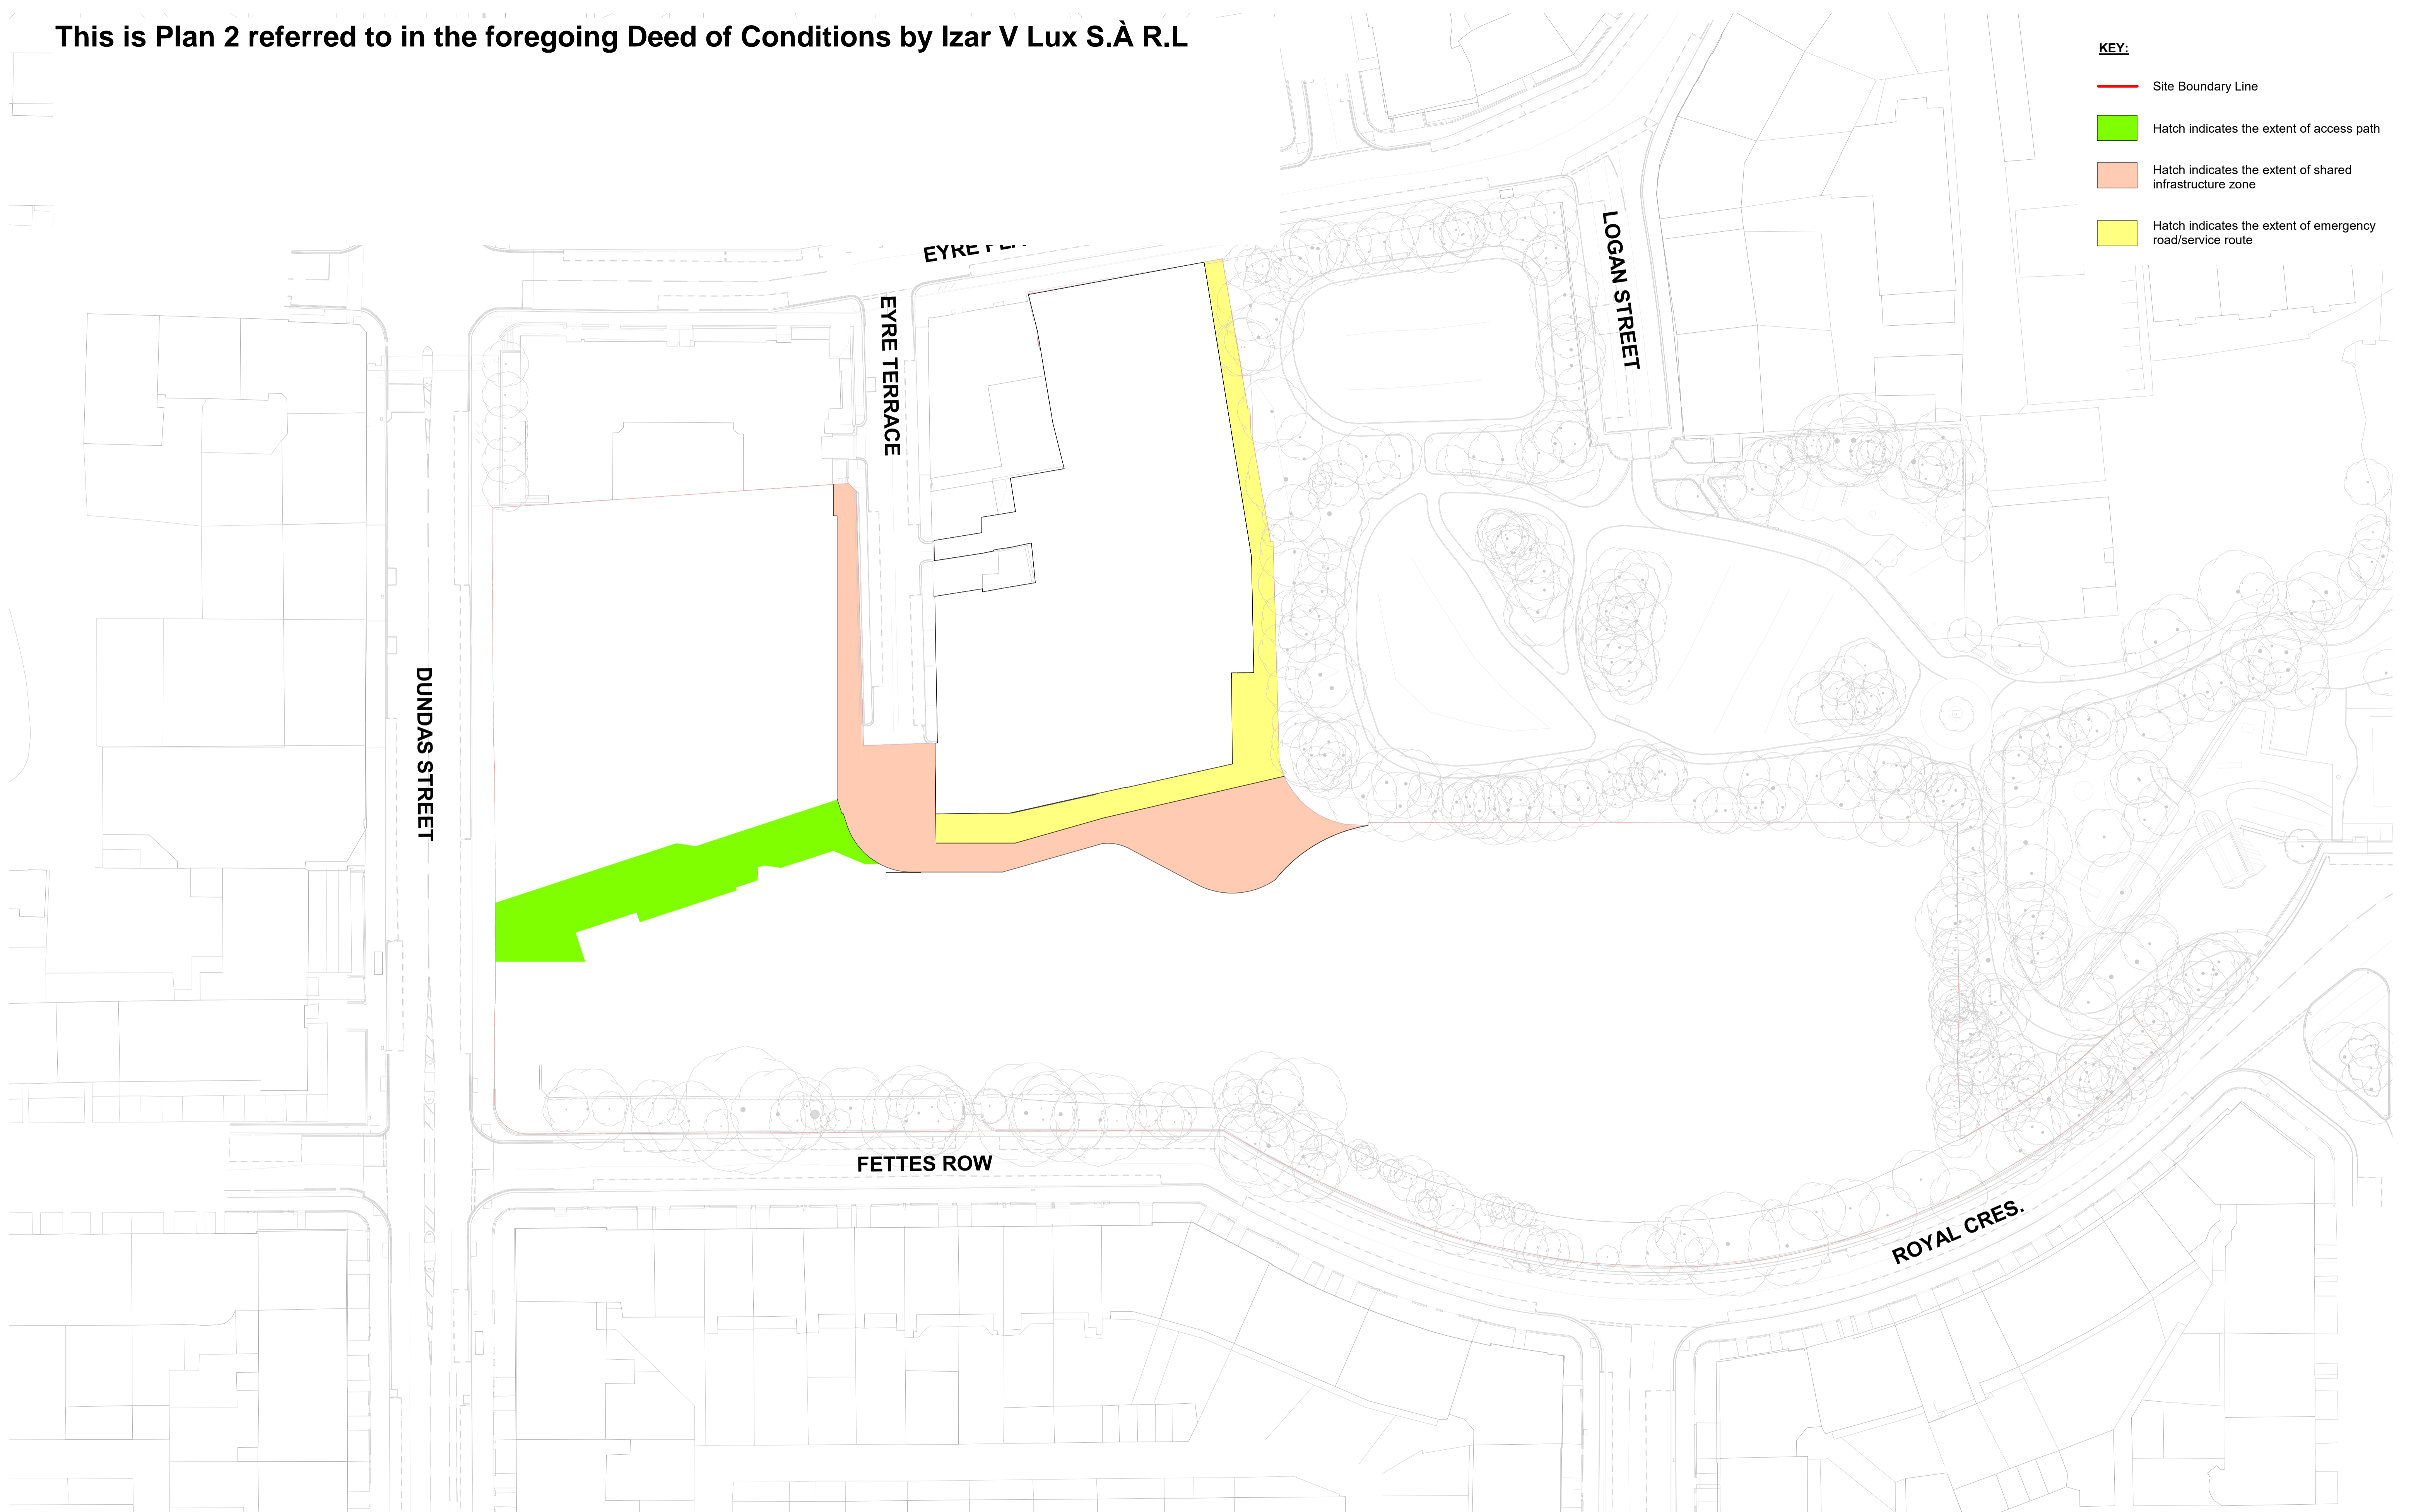 This is Plan 2 referred to in the foregoing Deed of Conditions by Izar V Lux S.À R.L
KEY:
Site Boundary Line
Hatch indicates the extent of access path
Hatch indicates the extent of shared
infrastructure zone
Hatch indicates the extent of emergency
road/service route
EYRE
LOGAN STREET
EYRE TERRACE
DUNDAS STREET
FETTES ROW
ROYAL CRES.